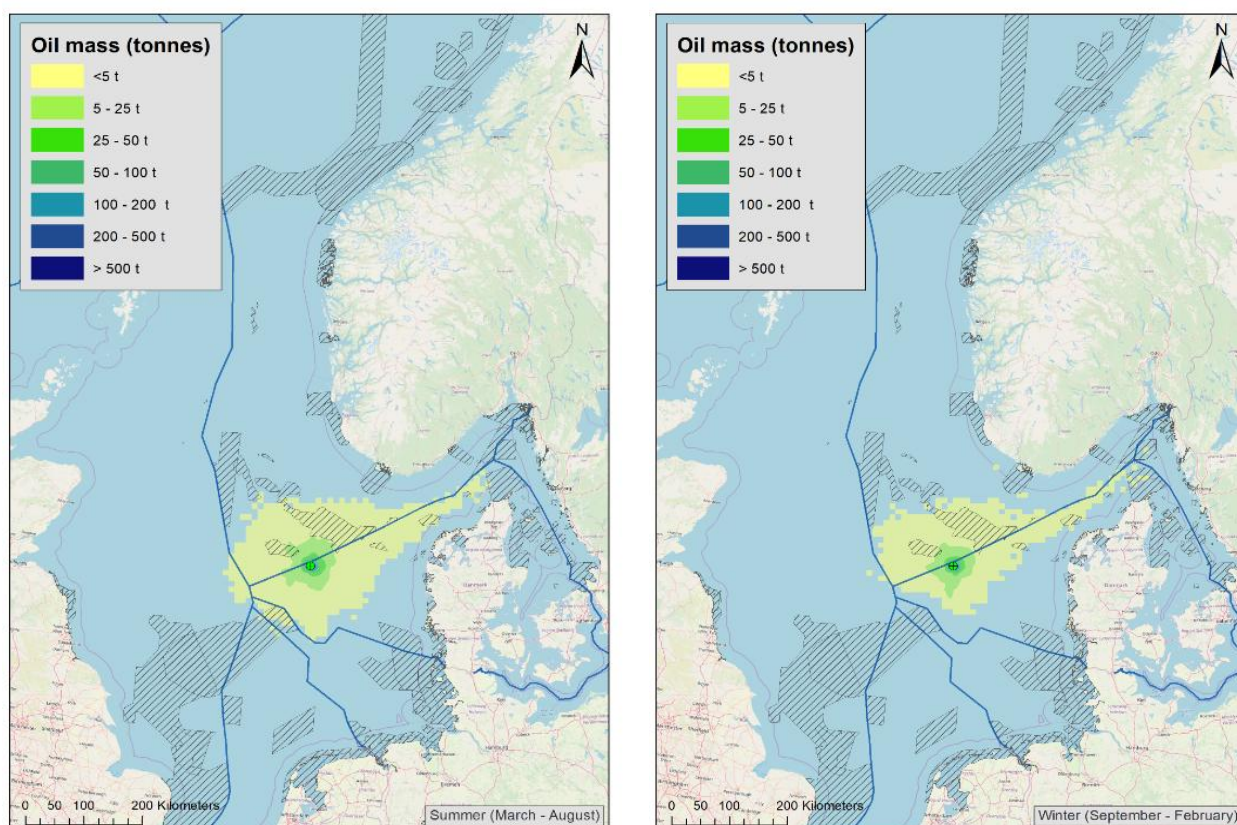 Oil mass (tonnes)
<5 t
5 - 25 t
25 - 50 t
50 - 100 t
100 - 200 t
200 - 500 t
> 500 t
N
0 50 100 200 Kilometers
Summer (March - August)
Oil mass (tonnes)
<5 t
5 - 25 t
25 - 50 t
50 - 100 t
100 - 200 t
200 - 500 t
> 500 t
N
0 50 100 200 Kilometers
Winter (September - February)